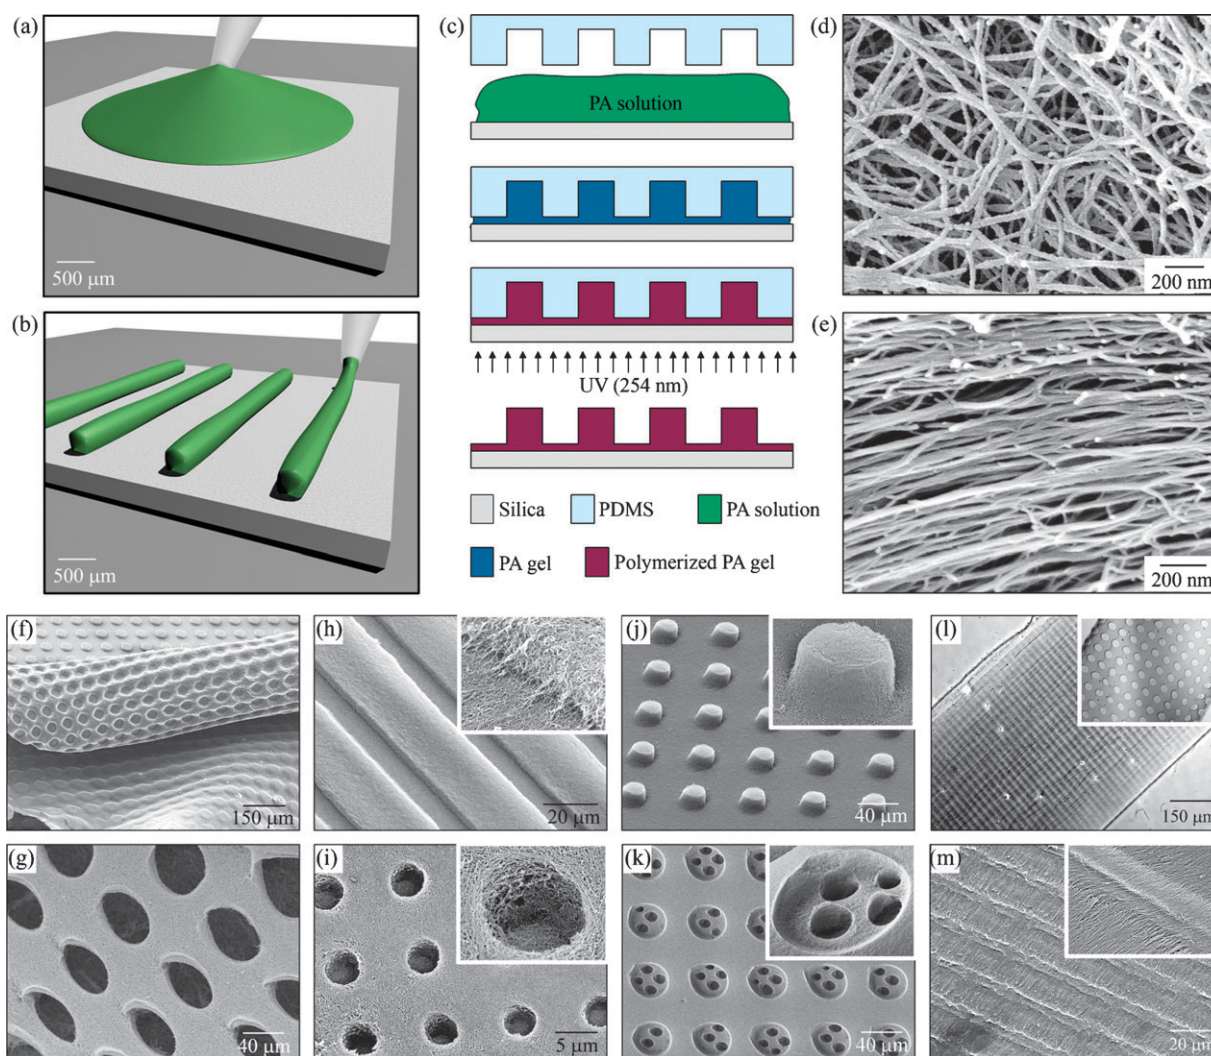 (a)
500 μm
(b)
500 μm
(c)
PA solution
UV (254 nm)
Silica
PDMS
PA solution
PA gel
Polymerized PA gel
(d)
200 nm
(e)
200 nm
(f)
150 μm
(h)
20 μm
(j)
40 μm
(l)
150 μm
(g)
40 μm
(i)
5 μm
(k)
40 μm
(m)
20 μm